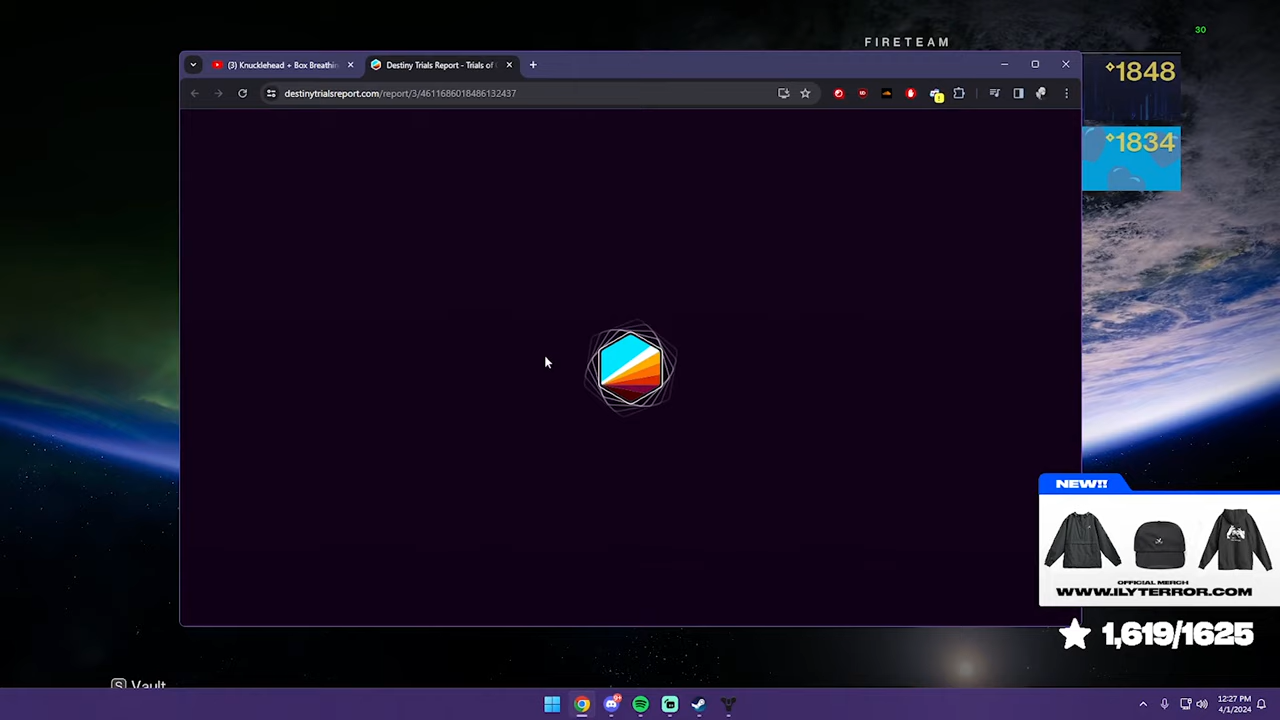 30
FIRETEAM
(3) Knucklehead + Box Breathin
Destiny Trials Report - Trials of
destinytrialsreport.com/report/3/4611686018486132437
1848
1834
NEW!!
OFFICIAL MERCH
WWW.ILYTERROR.COM
1,619/1625
S Vault
12:27 PM
4/1/2024